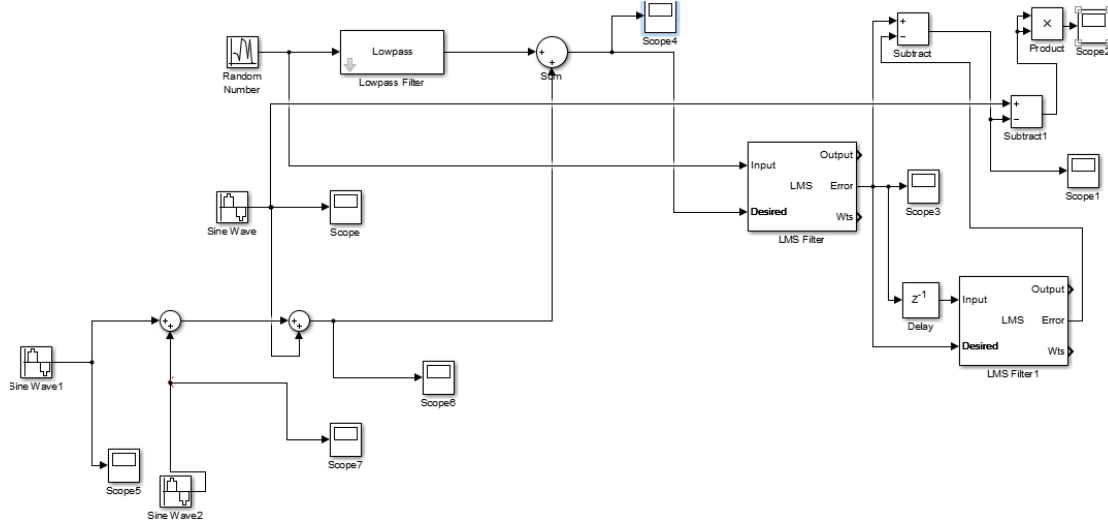 Scope4
Lowpass
Random
Number
Lowpass Filter
+
+
Sum
+
−
Subtract
×
Product
Scope2
+
−
Subtract1
Input
Output
LMS
Error
Desired
Wts
LMS Filter
Scope3
Scope1
Sine Wave
Scope
z-1
Delay
Input
Output
LMS
Error
Desired
Wts
LMS Filter1
+
+
+
+
Sine Wave1
Scope6
Scope7
Scope5
Sine Wave2